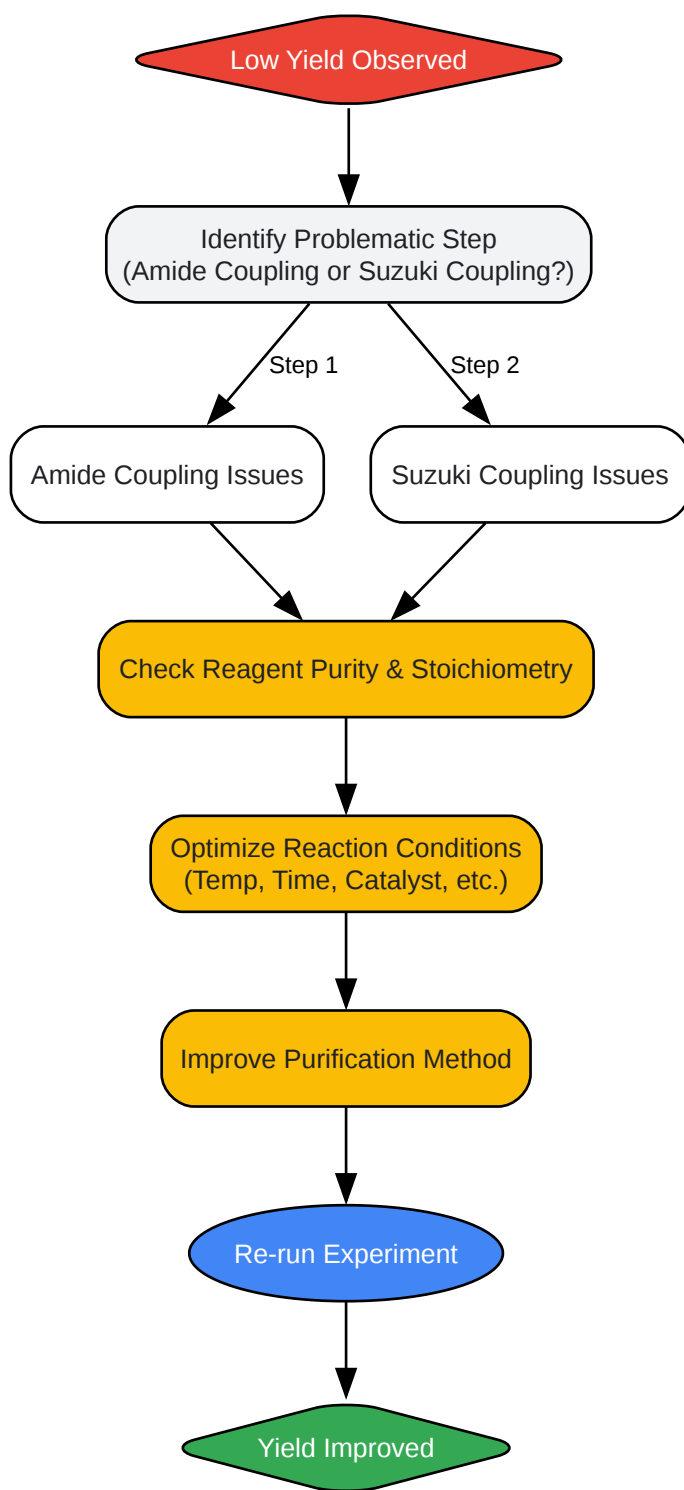 Low Yield Observed
Identify Problematic Step
(Amide Coupling or Suzuki Coupling?)
Step 1
Step 2
Amide Coupling Issues
Suzuki Coupling Issues
Check Reagent Purity & Stoichiometry
Optimize Reaction Conditions
(Temp, Time, Catalyst, etc.)
Improve Purification Method
Re-run Experiment
Yield Improved